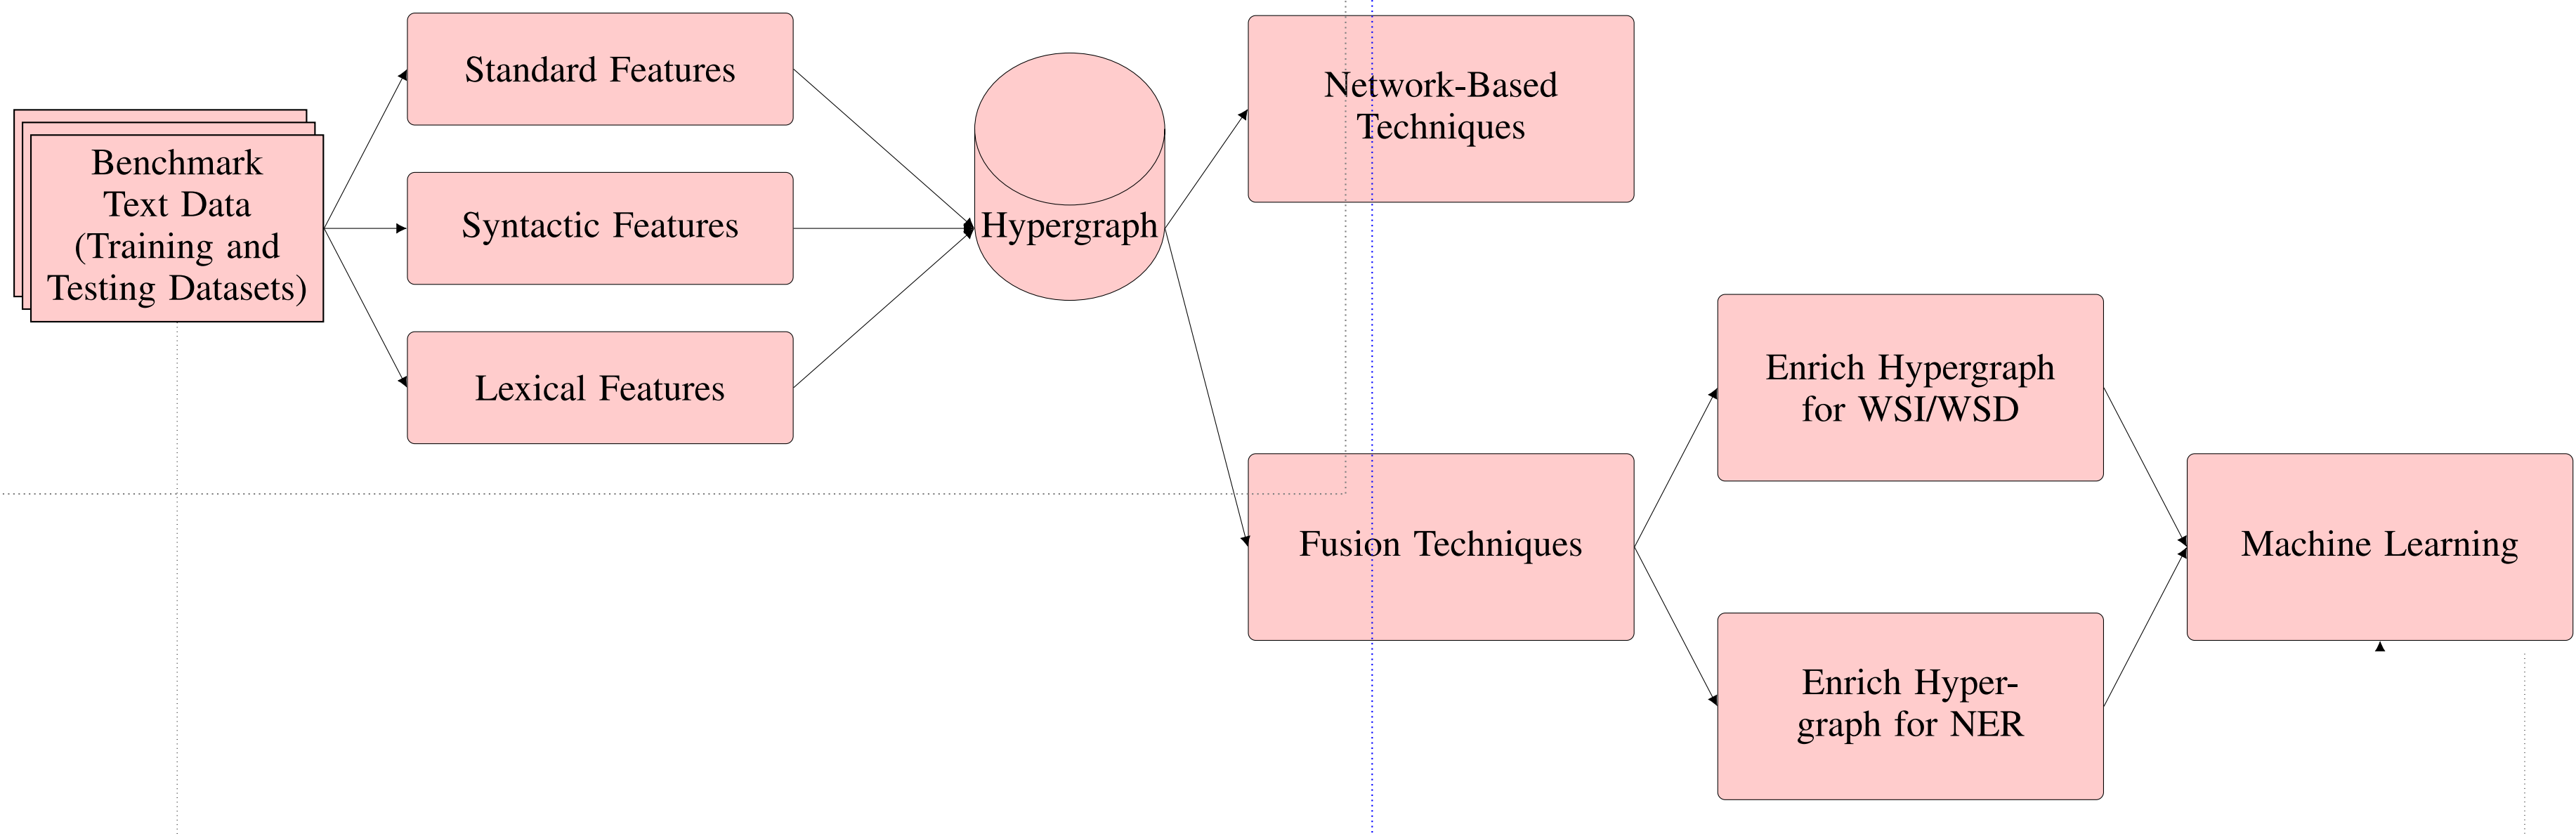 Benchmark
Text Data
(Training and
Testing Datasets)
Standard Features
Syntactic Features
Lexical Features
Hypergraph
Network-Based
Techniques
Fusion Techniques
Enrich Hypergraph
for WSI/WSD
Enrich Hyper-
graph for NER
Machine Learning